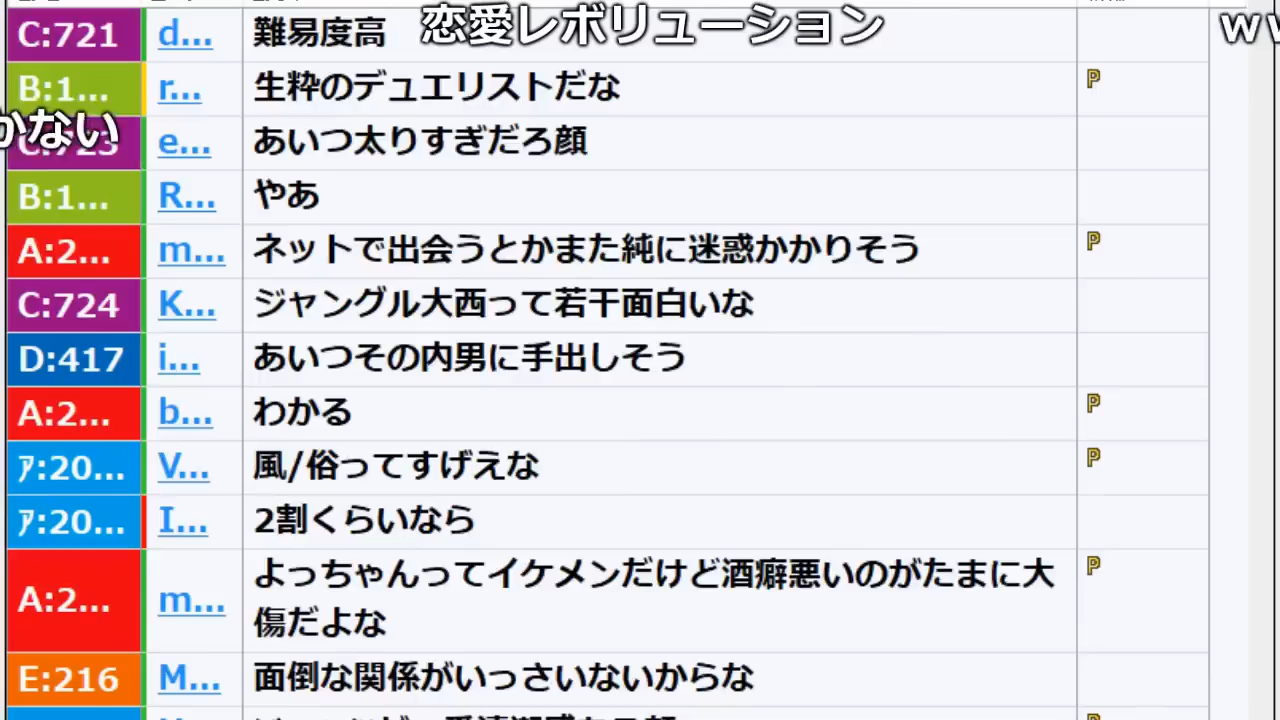 恋愛レボリューション
C:721 d... 難易度高
B:1... r... 生粋のデュエリストだな P
かない
C:723 e... あいつ太りすぎだろ顔
B:1... R... やあ
A:2... m... ネットで出会うとかまた純に迷惑かかりそう P
C:724 K... ジャングル大西って若干面白いな
D:417 i... あいつその内男に手出しそう
A:2... b... わかる P
ｱ:20... V... 風/俗ってすげえな P
ｱ:20... I... 2割くらいなら
A:2... m... よっちゃんってイケメンだけど酒癖悪いのがたまに大 P
傷だよな
E:216 M... 面倒な関係がいっさいないからな